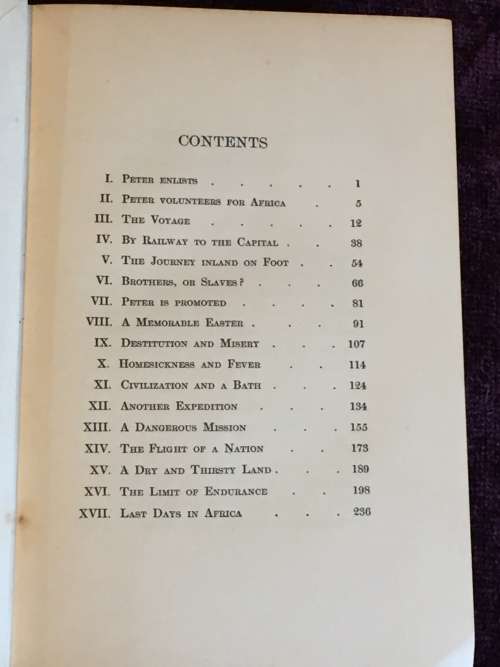 CONTENTS
I. Peter enlists . . . . . 1
II. Peter volunteers for Africa . 5
III. The Voyage . . . . . 12
IV. By Railway to the Capital . . 38
V. The Journey inland on Foot . . 54
VI. Brothers, or Slaves? . . . 66
VII. Peter is promoted . . . . 81
VIII. A Memorable Easter . . . . 91
IX. Destitution and Misery . . . 107
X. Homesickness and Fever . . 114
XI. Civilization and a Bath . . . 124
XII. Another Expedition . . . 134
XIII. A Dangerous Mission . . . 155
XIV. The Flight of a Nation . . 173
XV. A Dry and Thirsty Land . . . 189
XVI. The Limit of Endurance . . 198
XVII. Last Days in Africa . . . 236